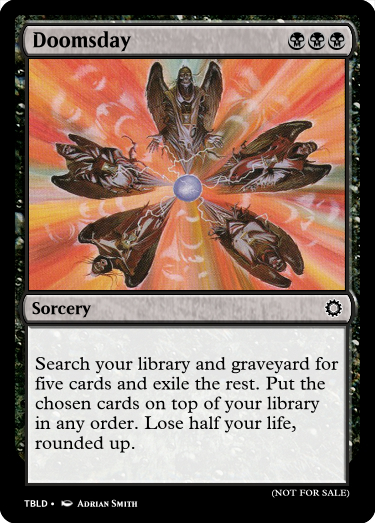 Doomsday
Sorcery
Search your library and graveyard for
five cards and exile the rest. Put the
chosen cards on top of your library
in any order. Lose half your life,
rounded up.
(NOT FOR SALE)
TBLD • Adrian Smith